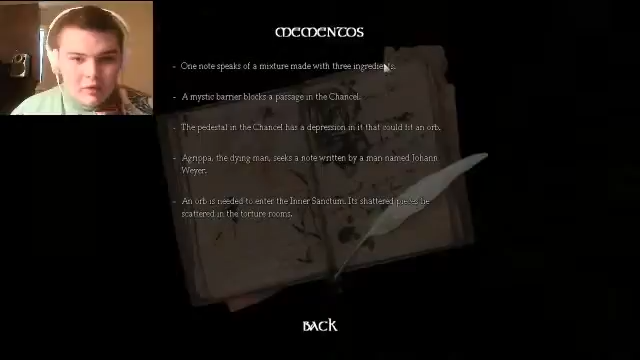 MEMENTOS
- One note speaks of a mixture made with three ingredients.
- A mystic barrier blocks a passage in the Chancel.
- The pedestal in the Chancel has a depression in it that could fit an orb.
- Agrippa, the dying man, seeks a note written by a man named Johann
Weyer.
- An orb is needed to enter the Inner Sanctum. Its shattered pieces lie
scattered in the torture rooms.
BACK